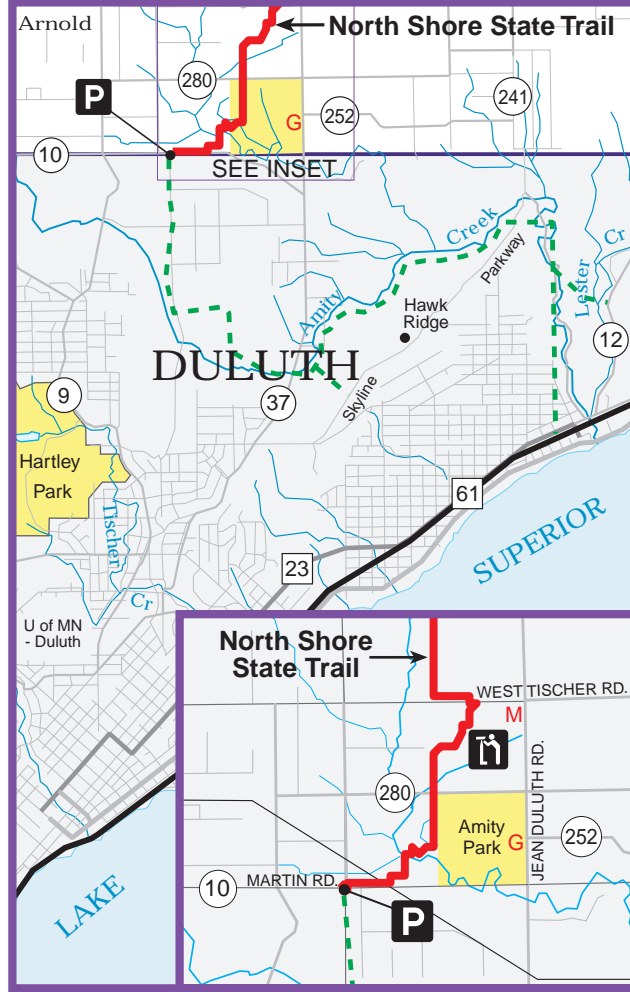 Arnold
North Shore State Trail
280
P
241
G
252
10
SEE INSET
Creek
Cr
Parkway
Lester
Amity
Hawk
Ridge
12
DULUTH
9
37
Skyline
Hartley
Park
61
Tischer
SUPERIOR
23
Cr
U of MN
- Duluth
LAKE
North Shore
State Trail
WEST TISCHER RD.
M
280
JEAN DULUTH RD.
Amity
Park
G
252
10
MARTIN RD.
P